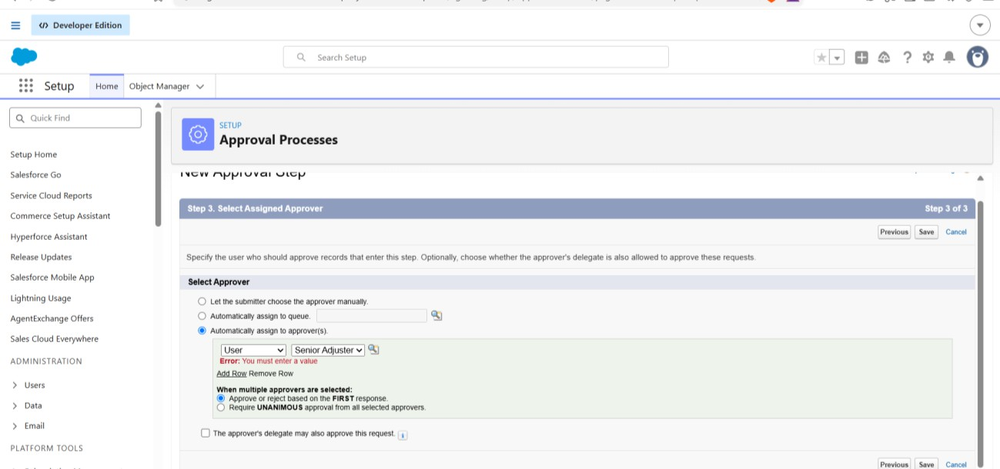 Developer Edition
Search Setup
Setup
Home
Object Manager
Quick Find
SETUP
Approval Processes
Setup Home
Salesforce Go
Service Cloud Reports
Commerce Setup Assistant
Hyperforce Assistant
Release Updates
Salesforce Mobile App
Lightning Usage
AgentExchange Offers
Sales Cloud Everywhere
ADMINISTRATION
Users
Data
Email
PLATFORM TOOLS
New Approval Step
Step 3. Select Assigned Approver
Step 3 of 3
Previous Save Cancel
Specify the user who should approve records that enter this step. Optionally, choose whether the approver's delegate is also allowed to approve these requests.
Select Approver
Let the submitter choose the approver manually.
Automatically assign to queue.
Automatically assign to approver(s).
User Senior Adjuster
Error: You must enter a value
Add Row Remove Row
When multiple approvers are selected:
Approve or reject based on the FIRST response.
Require UNANIMOUS approval from all selected approvers.
The approver's delegate may also approve this request. i
Previous Save Cancel